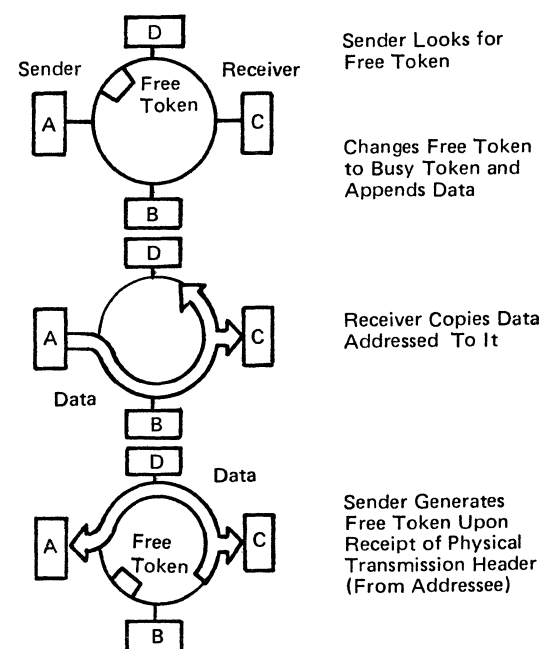 D
Sender Looks for
Free Token
Sender
Free
Token
Receiver
A
C
Changes Free Token
to Busy Token and
Appends Data
B
D
A
C
Receiver Copies Data
Addressed To It
Data
B
D
Data
A
Free
Token
C
Sender Generates
Free Token Upon
Receipt of Physical
Transmission Header
(From Addressee)
B